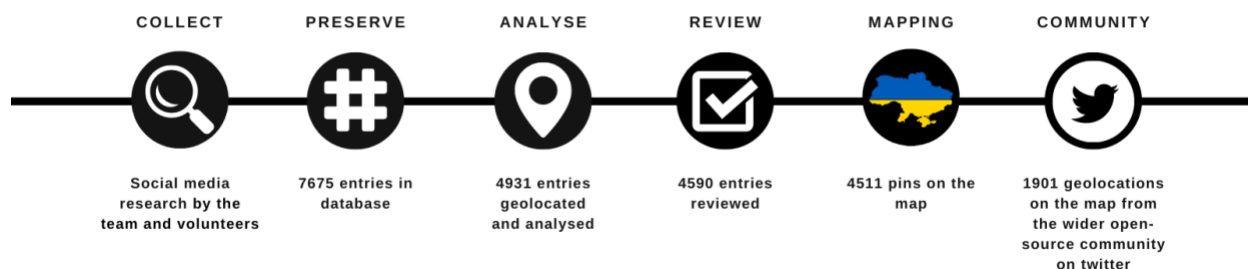 COLLECT
Social media
research by the
team and volunteers
PRESERVE
7675 entries in
database
ANALYSE
4931 entries
geolocated
and analysed
REVIEW
4590 entries
reviewed
MAPPING
4511 pins on the
map
COMMUNITY
1901 geolocations
on the map from
the wider open-
source community
on twitter